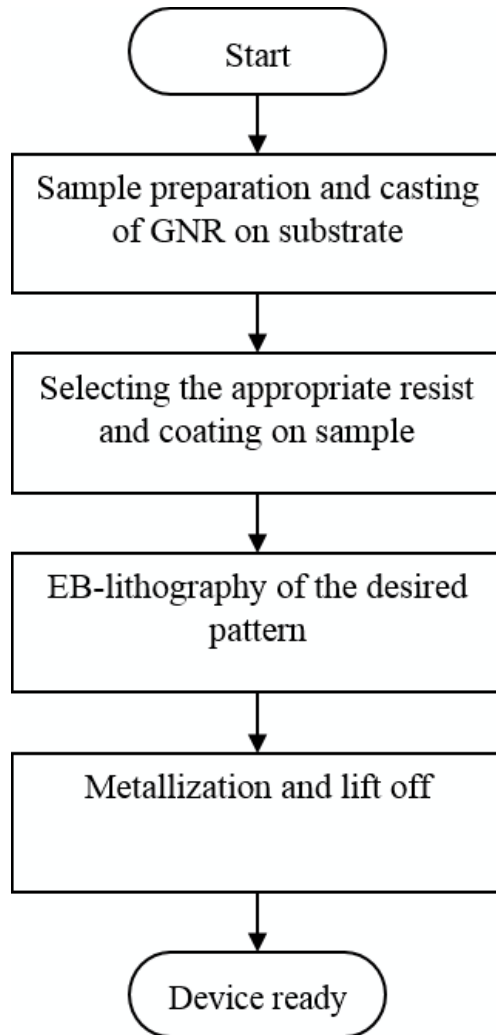 Start
Sample preparation and casting
of GNR on substrate
Selecting the appropriate resist
and coating on sample
EB-lithography of the desired
pattern
Metallization and lift off
Device ready